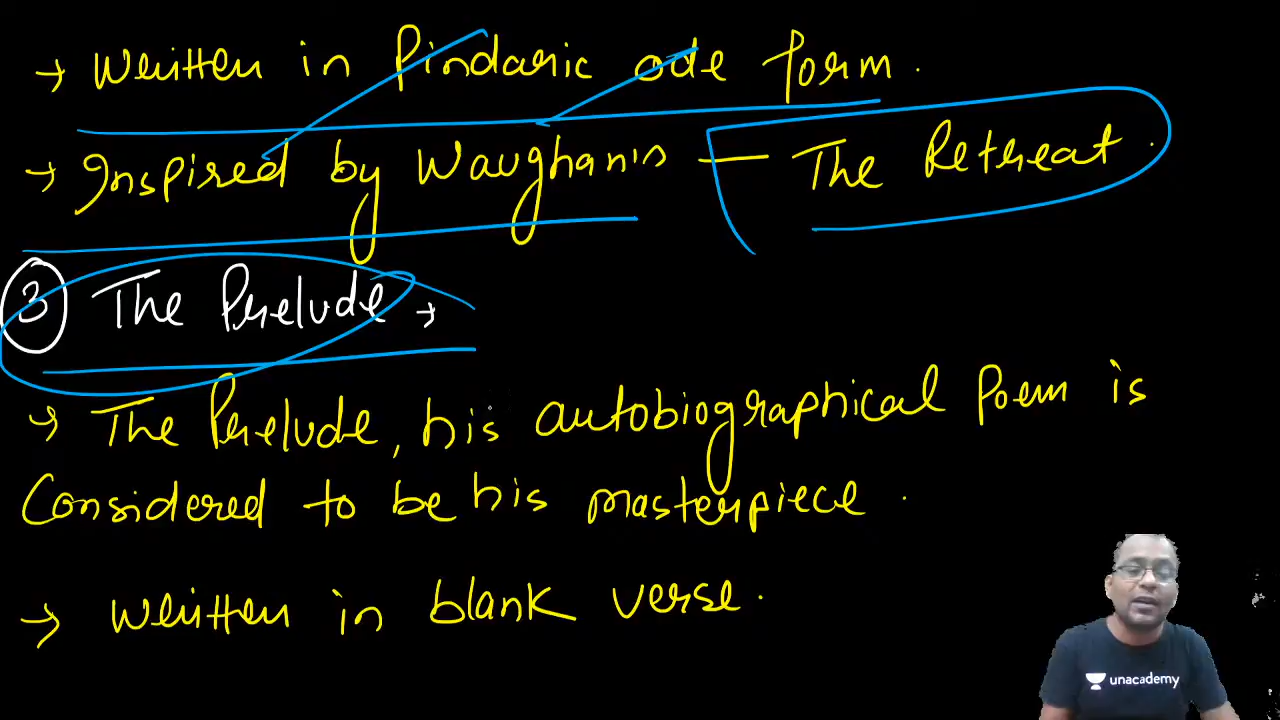 → Written in Pindaric ode form.
→ Inspired by Waughan's — The Retreat.
3 The Prelude →
→ The Prelude, his autobiographical Poem is
Considered to be his masterpiece.
→ Written in blank verse.
unacademy